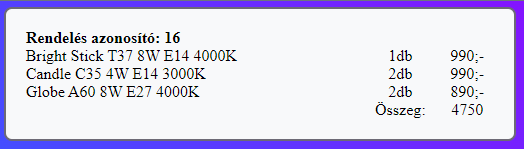 Rendelés azonosító: 16
Bright Stick T37 8W E14 4000K 1db 990;-
Candle C35 4W E14 3000K 2db 990;-
Globe A60 8W E27 4000K 2db 890;-
Összeg: 4750